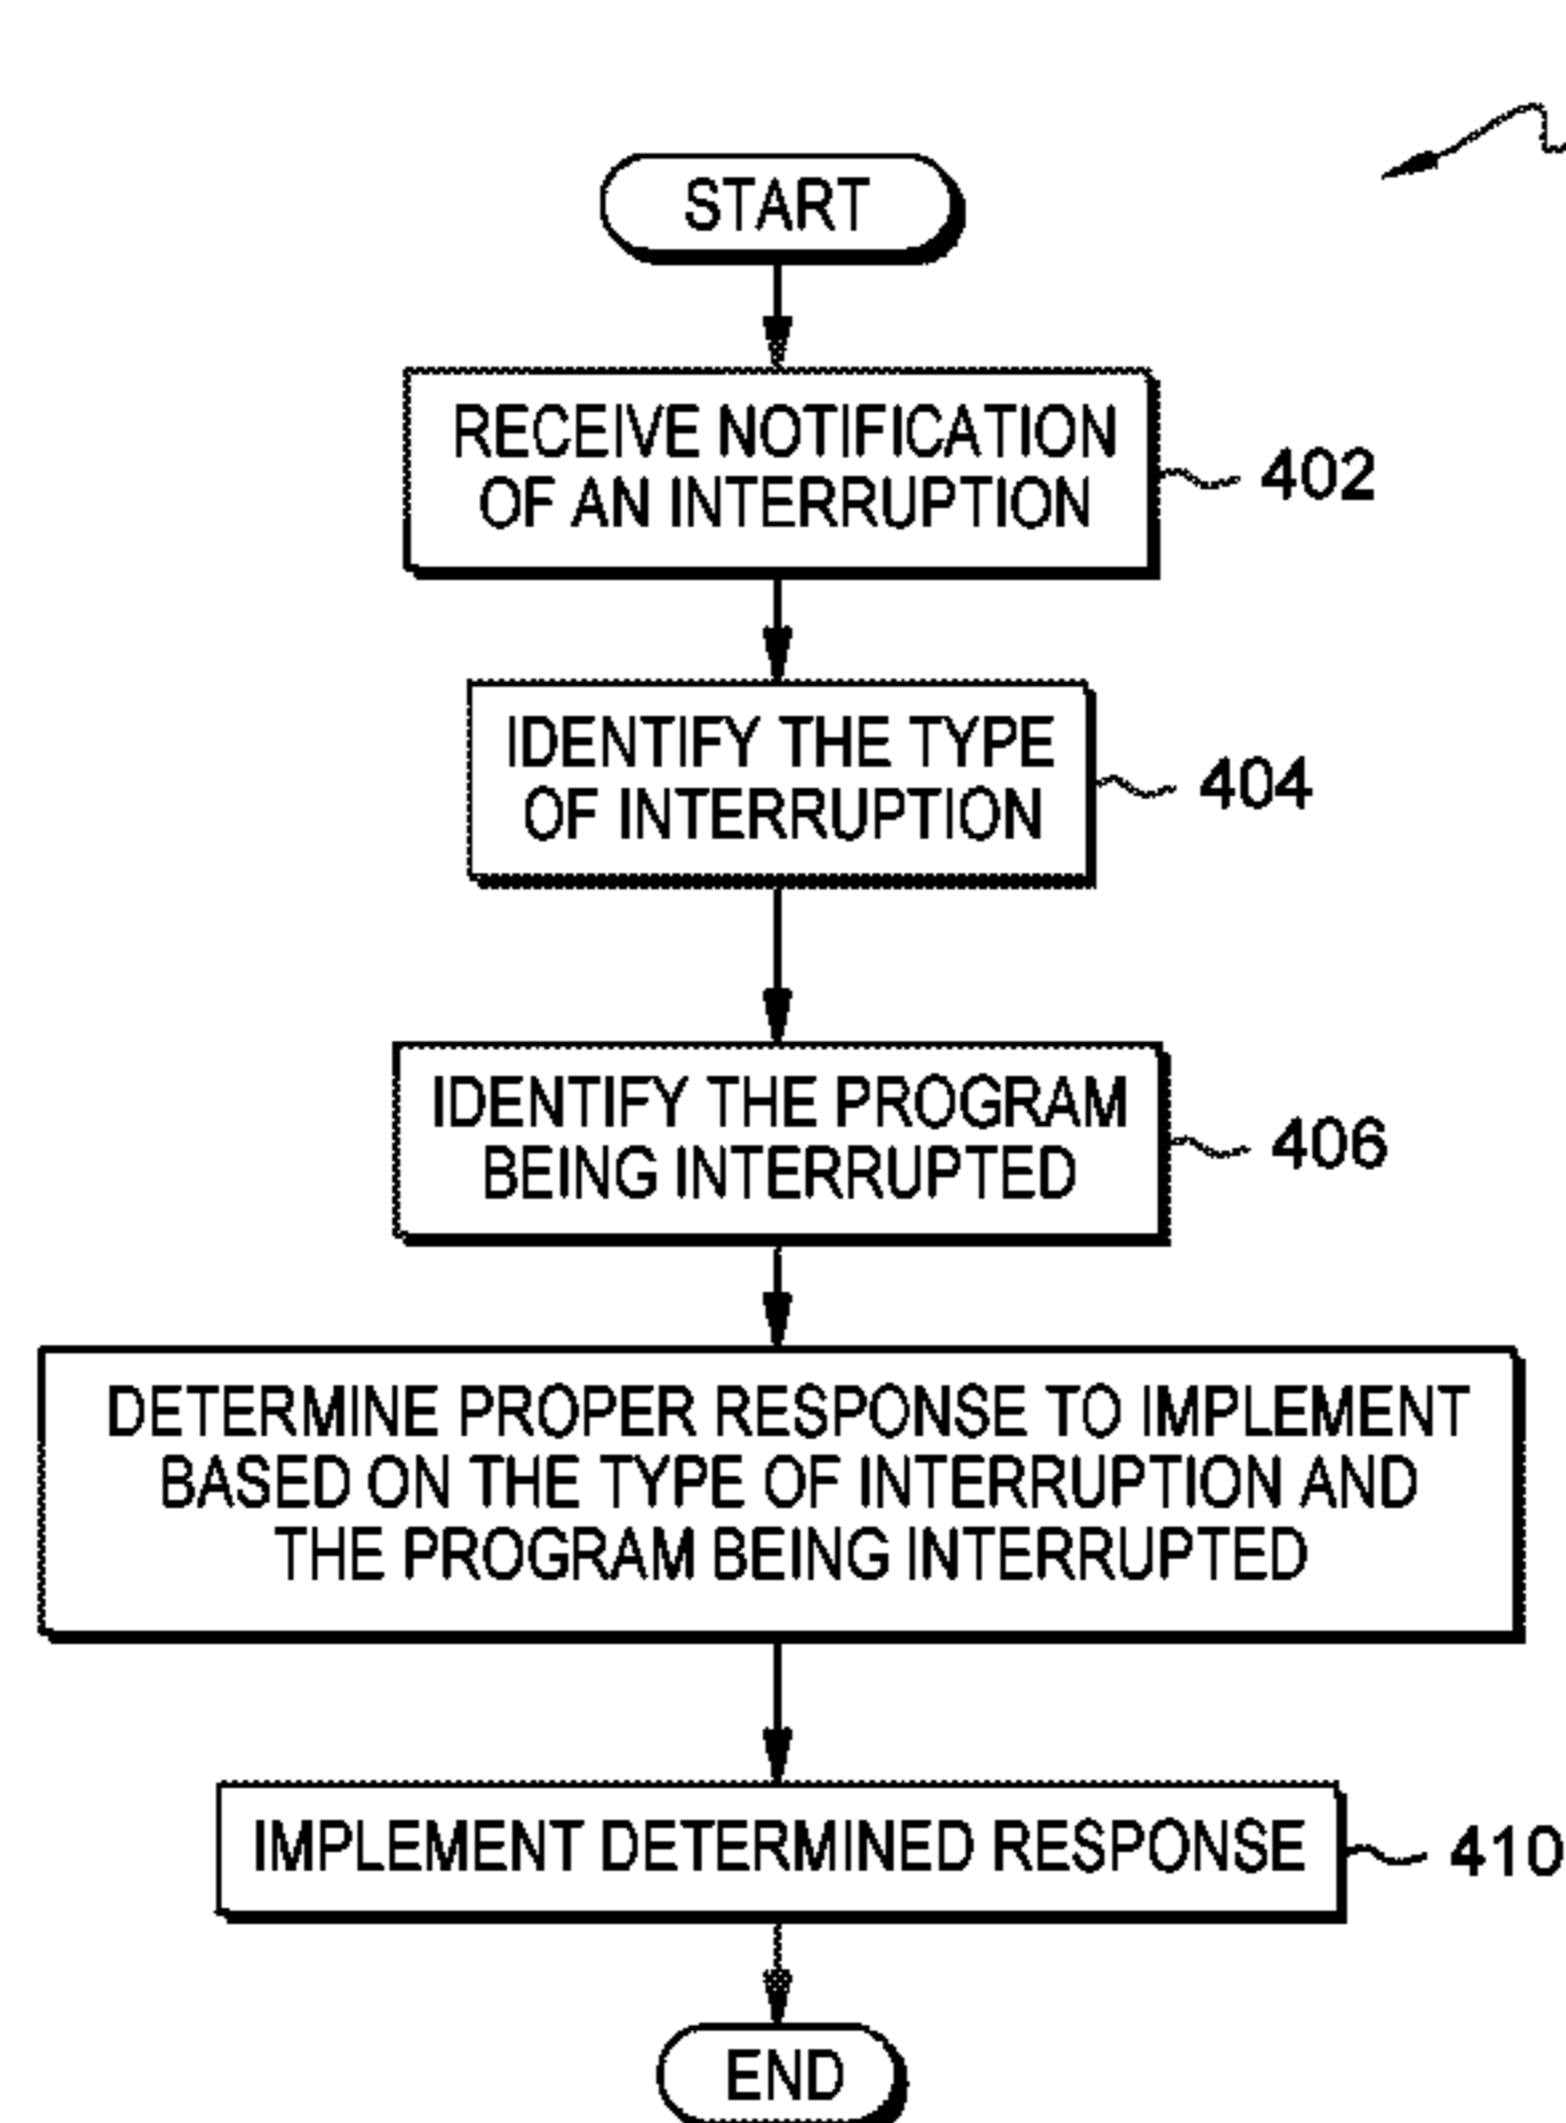 START
RECEIVE NOTIFICATION
OF AN INTERRUPTION
402
IDENTIFY THE TYPE
OF INTERRUPTION
404
IDENTIFY THE PROGRAM
BEING INTERRUPTED
406
DETERMINE PROPER RESPONSE TO IMPLEMENT
BASED ON THE TYPE OF INTERRUPTION AND
THE PROGRAM BEING INTERRUPTED
IMPLEMENT DETERMINED RESPONSE
410
END